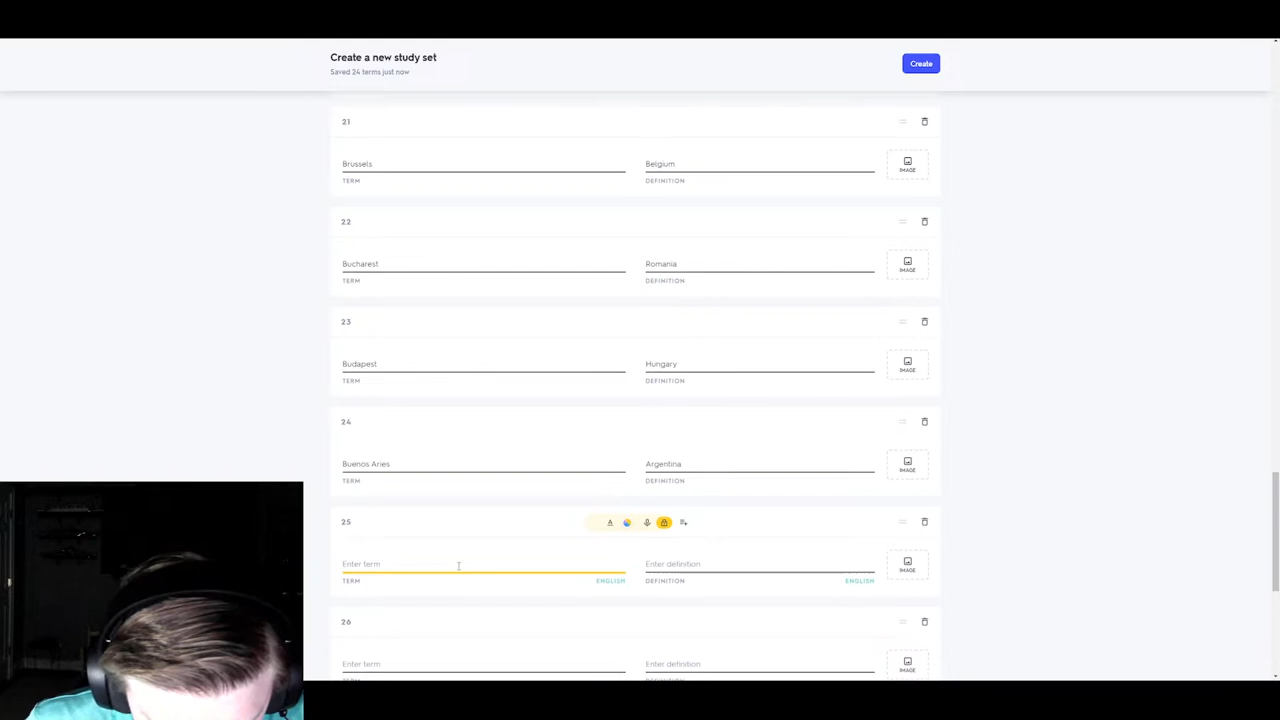 Create a new study set
Saved 24 terms just now
Create
21
Brussels
Belgium
TERM
DEFINITION
IMAGE
22
Bucharest
Romania
TERM
DEFINITION
IMAGE
23
Budapest
Hungary
TERM
DEFINITION
IMAGE
24
Buenos Aries
Argentina
TERM
DEFINITION
IMAGE
25
Enter term
Enter definition
TERM
ENGLISH
DEFINITION
ENGLISH
IMAGE
26
Enter term
Enter definition
IMAGE